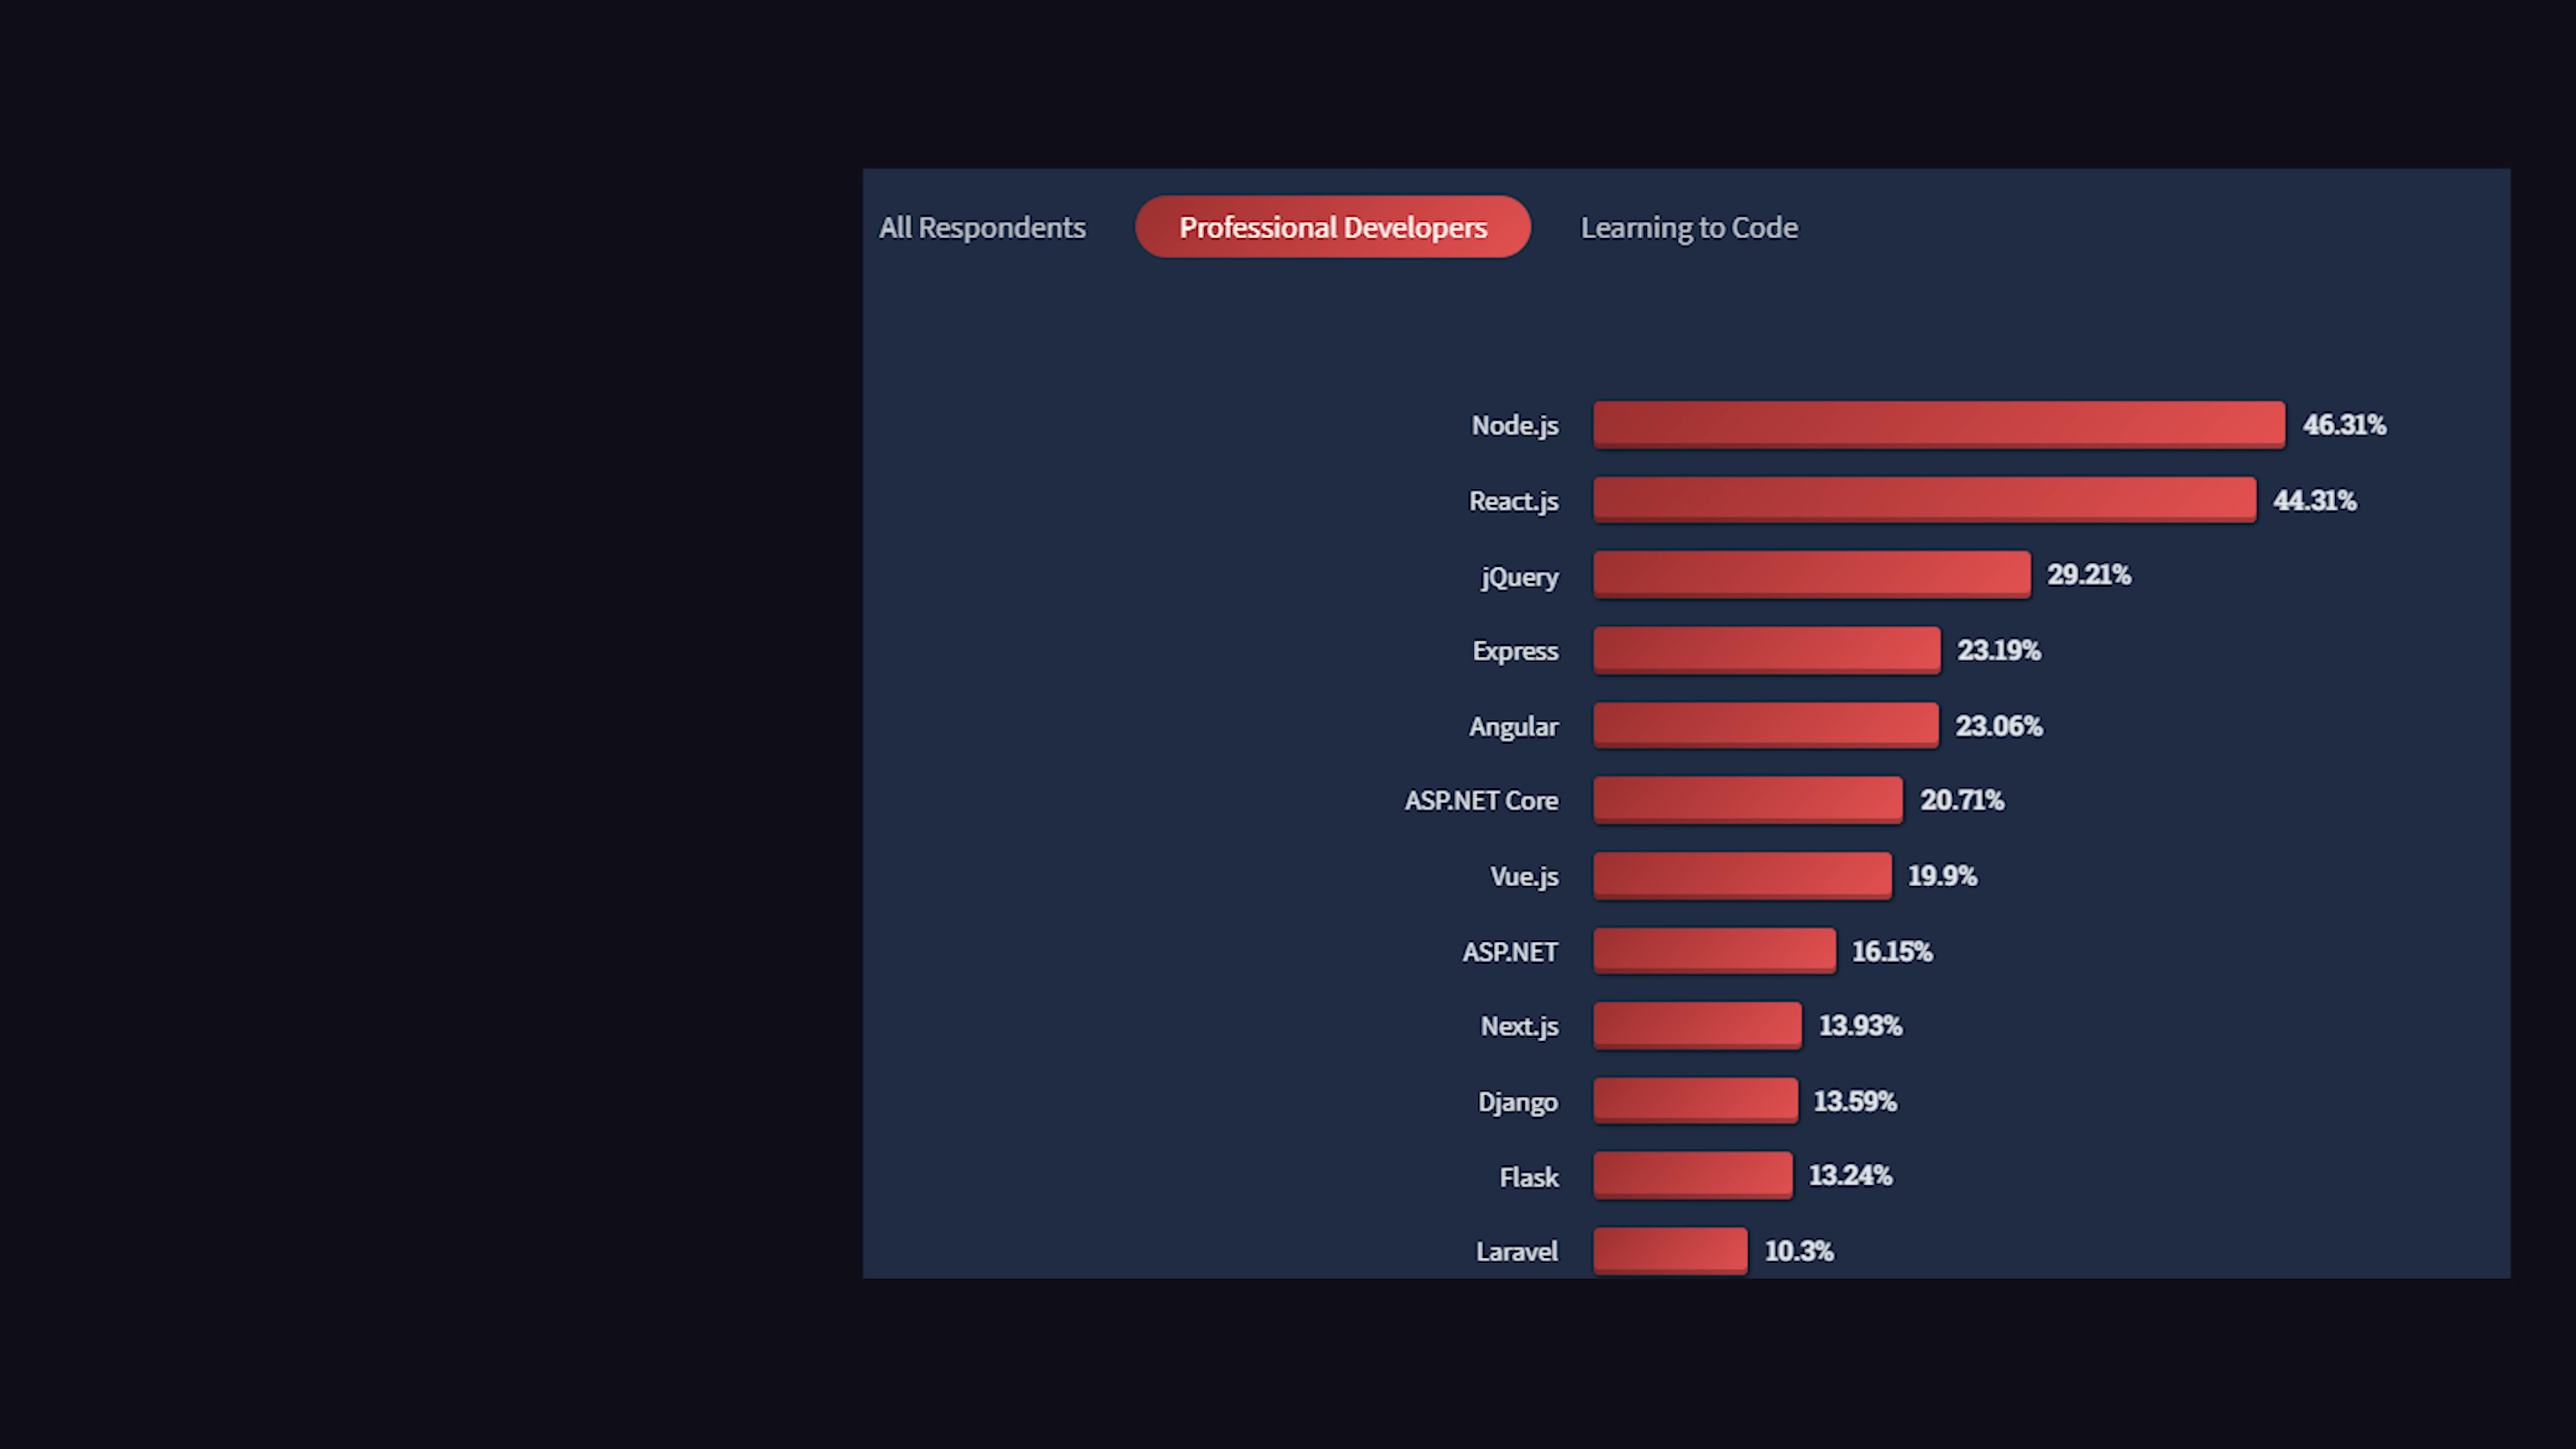 All Respondents Professional Developers Learning to Code
Node.js 46.31%
React.js 44.31%
jQuery 29.21%
Express 23.19%
Angular 23.06%
ASP.NET Core 20.71%
Vue.js 19.9%
ASP.NET 16.15%
Next.js 13.93%
Django 13.59%
Flask 13.24%
Laravel 10.3%